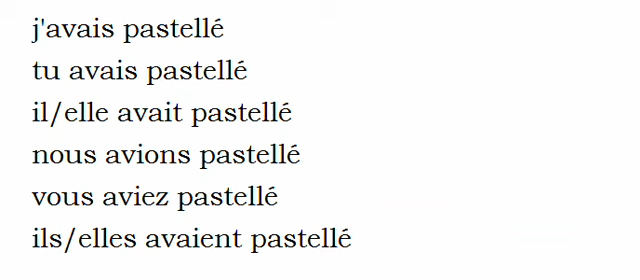 j'avais pastellé
tu avais pastellé
il/elle avait pastellé
nous avions pastellé
vous aviez pastellé
ils/elles avaient pastellé